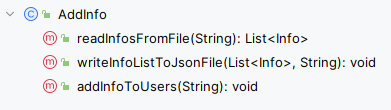 AddInfo
readInfosFromFile(String): List<Info>
writeInfoListToJsonFile(List<Info>, String): void
addInfoToUsers(String): void